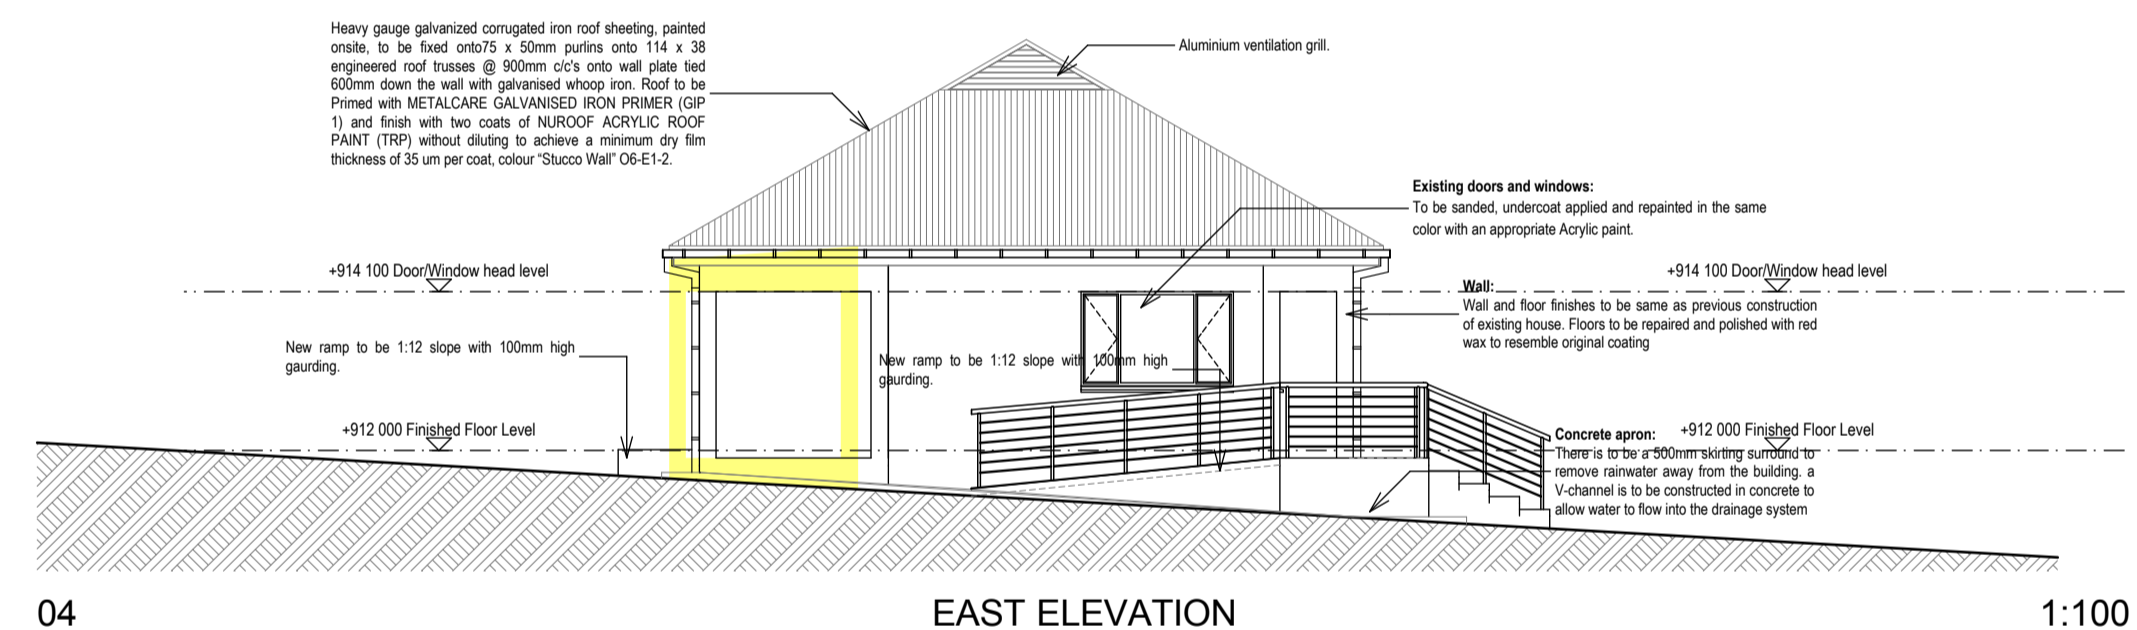 Heavy gauge galvanized corrugated iron roof sheeting, painted
onsite, to be fixed onto75 x 50mm purlins onto 114 x 38
engineered roof trusses @ 900mm c/c's onto wall plate tied
600mm down the wall with galvanised whoop iron. Roof to be
Primed with METALCARE GALVANISED IRON PRIMER (GIP
1) and finish with two coats of NUROOF ACRYLIC ROOF
PAINT (TRP) without diluting to achieve a minimum dry film
thickness of 35 um per coat, colour “Stucco Wall” O6-E1-2.
Aluminium ventilation grill.
Existing doors and windows:
To be sanded, undercoat applied and repainted in the same
color with an appropriate Acrylic paint.
+914 100 Door/Window head level
+914 100 Door/Window head level
Wall:
Wall and floor finishes to be same as previous construction
of existing house. Floors to be repaired and polished with red
wax to resemble original coating
New ramp to be 1:12 slope with 100mm high
gaurding.
New ramp to be 1:12 slope with 100mm high
gaurding.
+912 000 Finished Floor Level
+912 000 Finished Floor Level
Concrete apron:
There is to be a 500mm skirting surround to
remove rainwater away from the building. a
V-channel is to be constructed in concrete to
allow water to flow into the drainage system
04
EAST ELEVATION
1:100